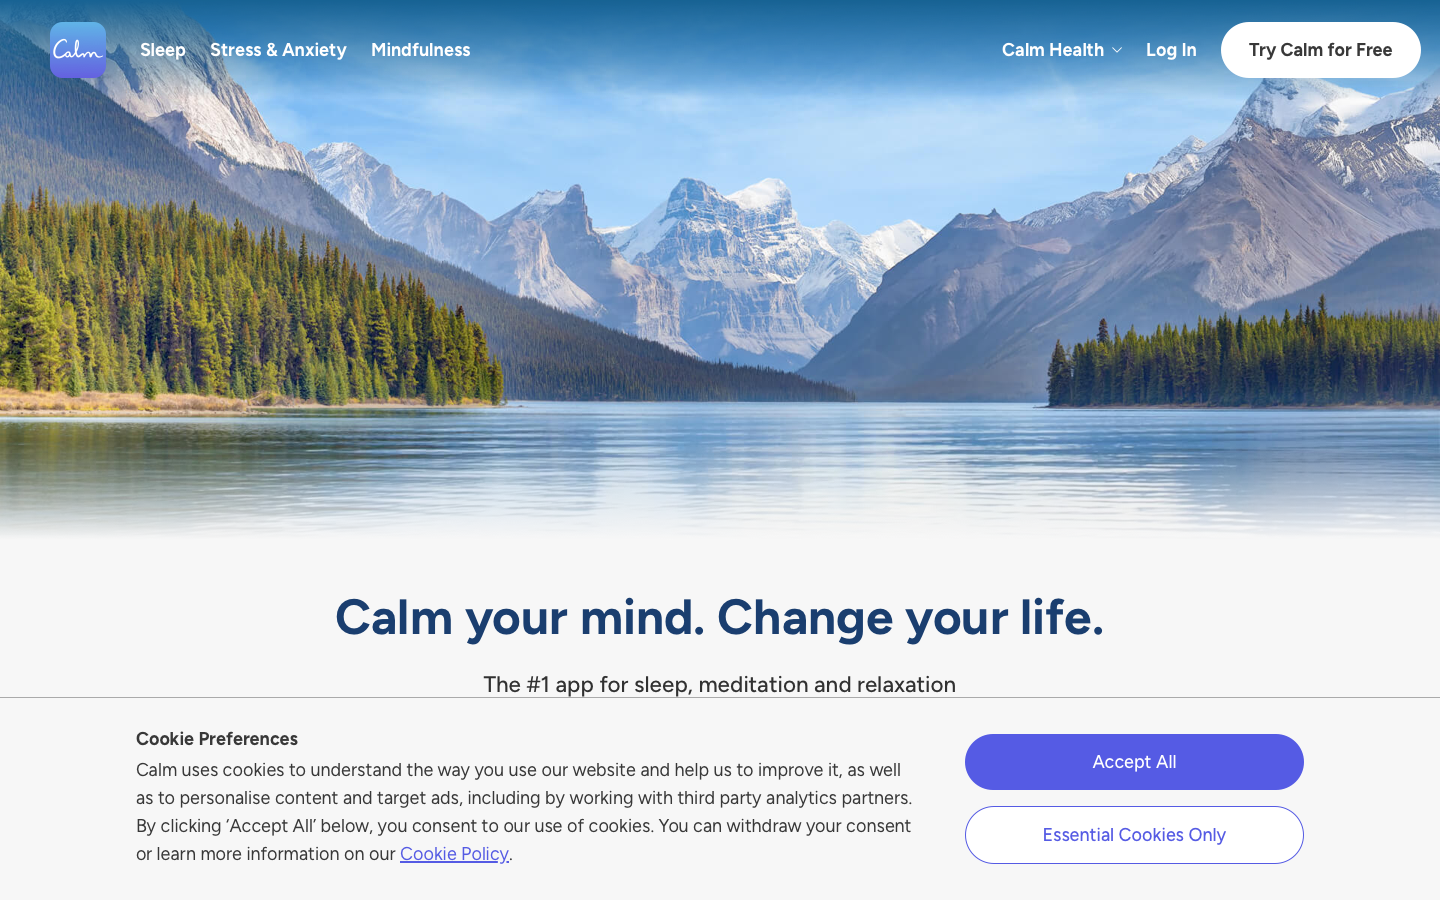 Calm
Sleep
Stress & Anxiety
Mindfulness
Calm Health
Log In
Try Calm for Free
Calm your mind. Change your life.
The #1 app for sleep, meditation and relaxation
Cookie Preferences
Calm uses cookies to understand the way you use our website and help us to improve it, as well
as to personalise content and target ads, including by working with third party analytics partners.
By clicking ‘Accept All’ below, you consent to our use of cookies. You can withdraw your consent
or learn more information on our Cookie Policy.
Accept All
Essential Cookies Only